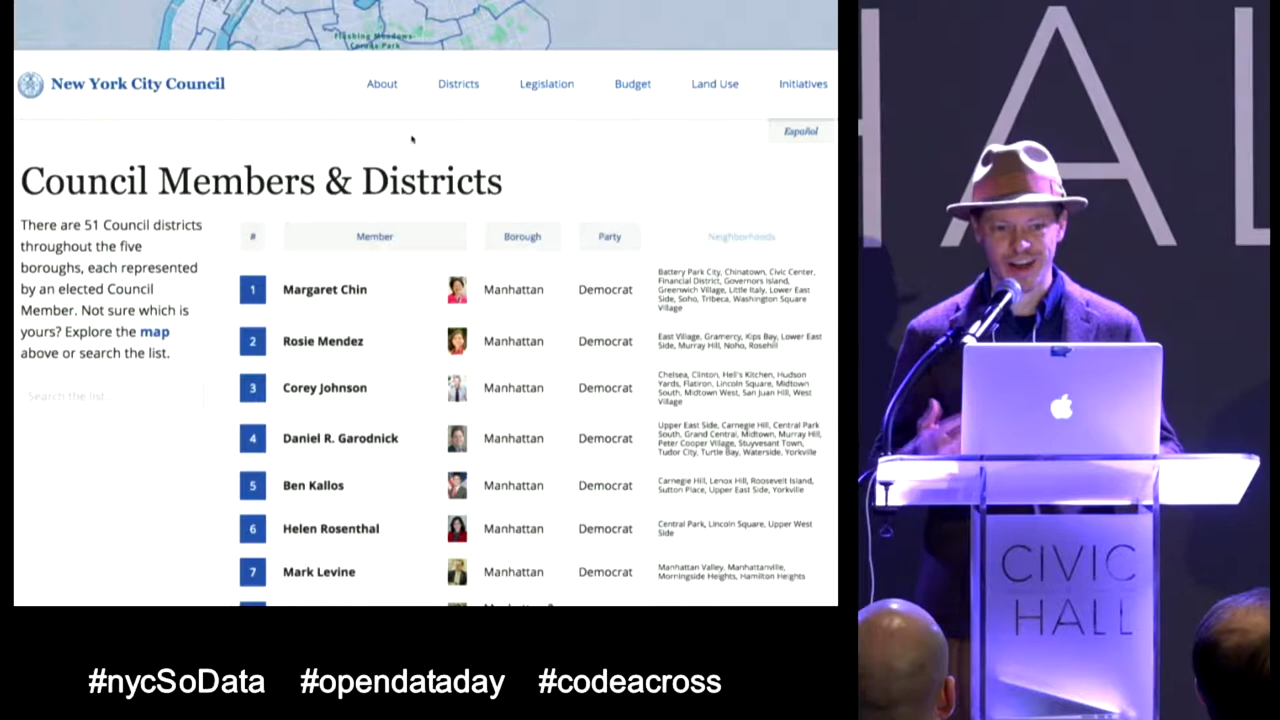 Flushing Meadows
Corona Park
New York City Council
About
Districts
Legislation
Budget
Land Use
Initiatives
Español
Council Members & Districts
There are 51 Council districts
throughout the five
boroughs, each represented
by an elected Council
Member. Not sure which is
yours? Explore the map
above or search the list.
Search the list...
#
Member
Borough
Party
Neighborhoods
1
Margaret Chin
Manhattan
Democrat
Battery Park City, Chinatown, Civic Center,
Financial District, Governors Island,
Greenwich Village, Little Italy, Lower East
Side, Soho, Tribeca, Washington Square
Village
2
Rosie Mendez
Manhattan
Democrat
East Village, Gramercy, Kips Bay, Lower East
Side, Murray Hill, Noho, Rosehill
3
Corey Johnson
Manhattan
Democrat
Chelsea, Clinton, Hell's Kitchen, Hudson
Yards, Flatiron, Lincoln Square, Midtown
South, Midtown West, San Juan Hill, West
Village
4
Daniel R. Garodnick
Manhattan
Democrat
Upper East Side, Carnegie Hill, Central Park
South, Grand Central, Midtown, Murray Hill,
Peter Cooper Village, Stuyvesant Town,
Tudor City, Turtle Bay, Waterside, Yorkville
5
Ben Kallos
Manhattan
Democrat
Carnegie Hill, Lenox Hill, Roosevelt Island,
Sutton Place, Upper East Side, Yorkville
6
Helen Rosenthal
Manhattan
Democrat
Central Park, Lincoln Square, Upper West
Side
7
Mark Levine
Manhattan
Democrat
Manhattan Valley, Manhattanville,
Morningside Heights, Hamilton Heights
#nycSoData #opendataday #codeacross
HAL
CIVIC
HALL